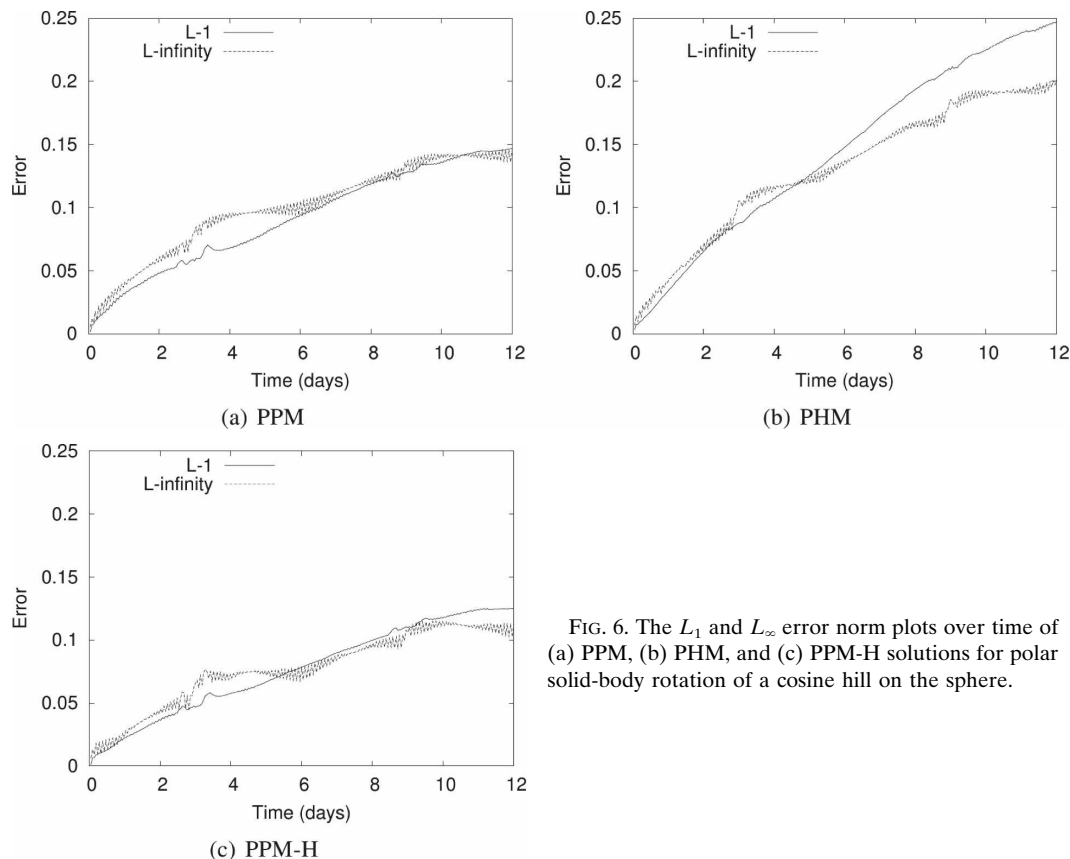 0.25
0.2
0.15
0.1
0.05
0
Error
L-1
L-infinity
0 2 4 6 8 10 12
Time (days)
(a) PPM
0.25
0.2
0.15
0.1
0.05
0
Error
L-1
L-infinity
0 2 4 6 8 10 12
Time (days)
(b) PHM
0.25
0.2
0.15
0.1
0.05
0
Error
L-1
L-infinity
0 2 4 6 8 10 12
Time (days)
(c) PPM-H
FIG. 6. The L₁ and L∞ error norm plots over time of
(a) PPM, (b) PHM, and (c) PPM-H solutions for polar
solid-body rotation of a cosine hill on the sphere.